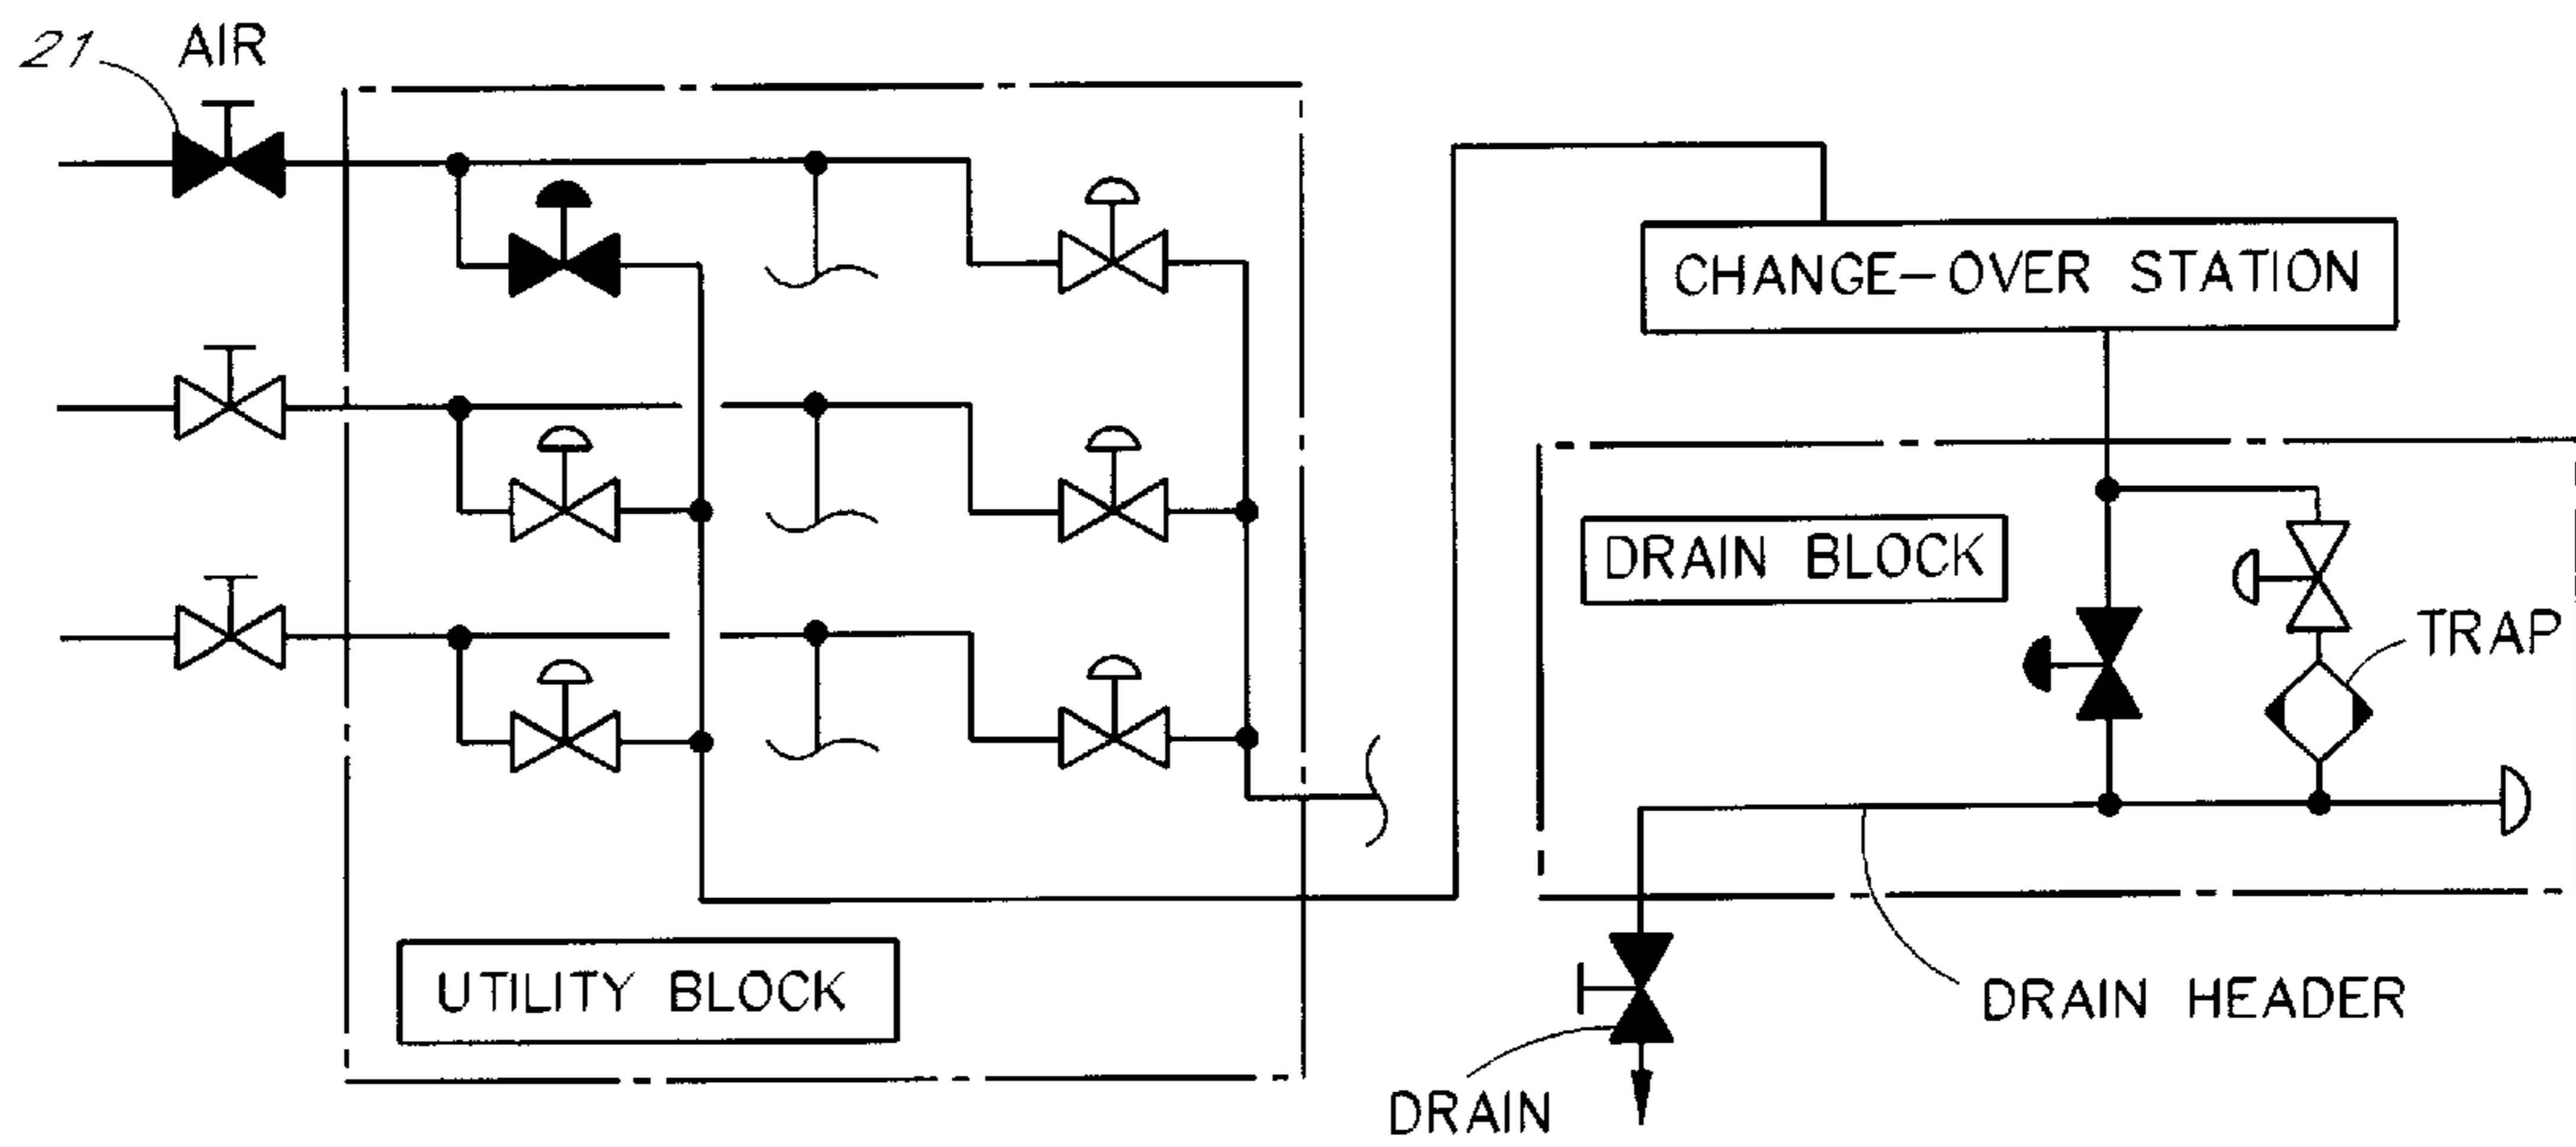 21
AIR
CHANGE-OVER STATION
DRAIN BLOCK
TRAP
UTILITY BLOCK
DRAIN HEADER
DRAIN